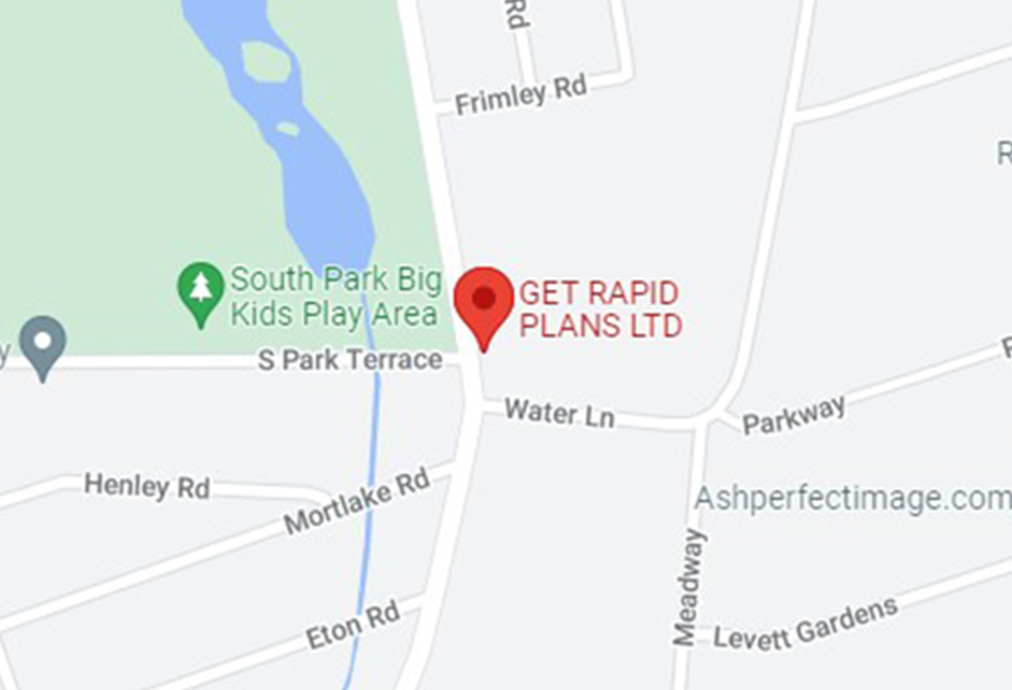 Rd
Frimley Rd
South Park Big
Kids Play Area
GET RAPID
PLANS LTD
S Park Terrace
Water Ln
Parkway
Henley Rd
Mortlake Rd
Ashperfectimage.com
Meadway
Eton Rd
Levett Gardens